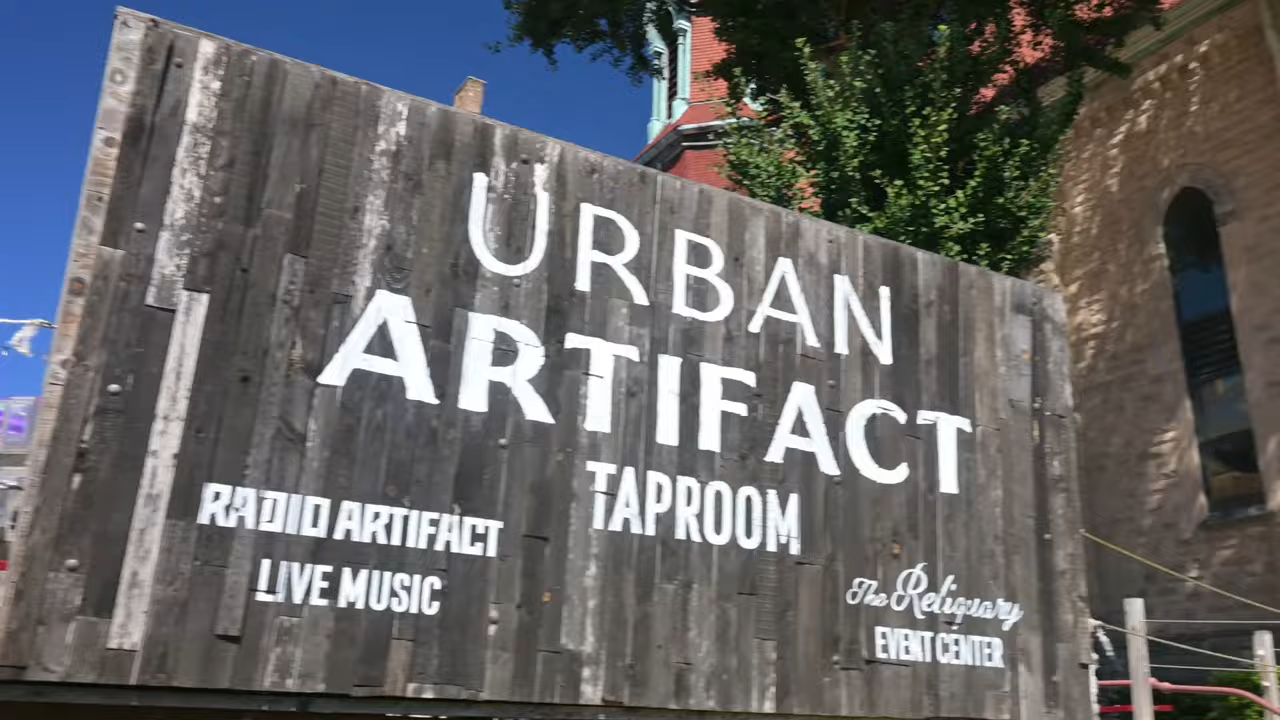 URBAN
ARTIFACT
TAPROOM
RADIO ARTIFACT
LIVE MUSIC
The Reliquary
EVENT CENTER